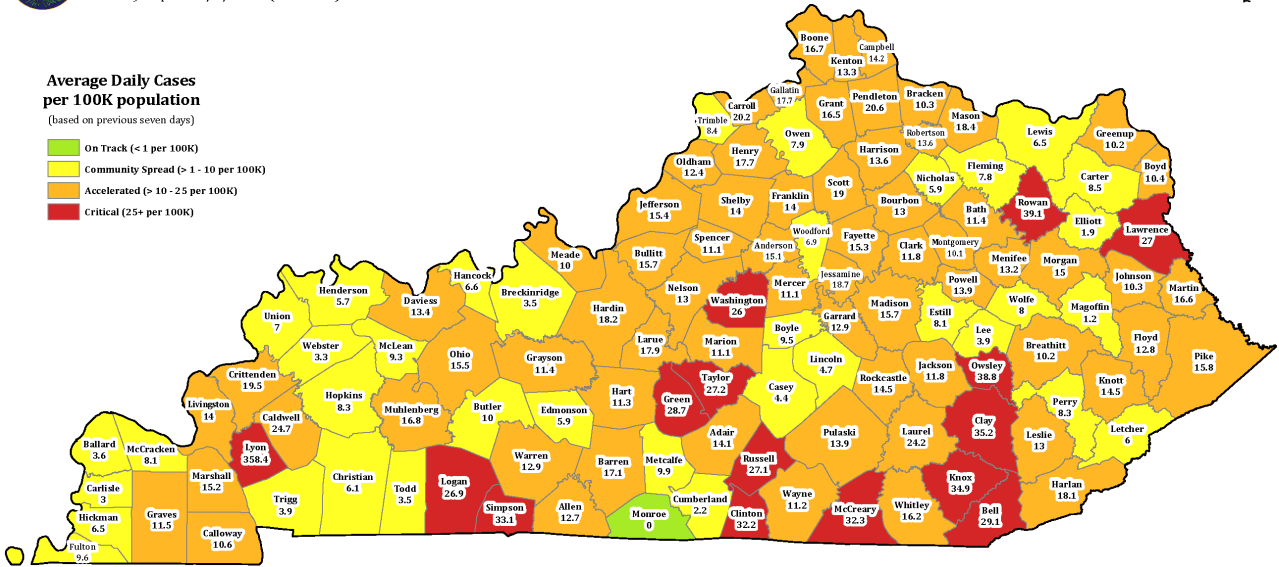 Average Daily Cases
per 100K population
(based on previous seven days)
On Track (< 1 per 100K)
Community Spread (> 1 - 10 per 100K)
Accelerated (> 10 - 25 per 100K)
Critical (25+ per 100K)
Boone
16.7
Kenton
13.3
Campbell
14.2
Gallatin
17.7
Carroll
20.2
Trimble
8.4
Grant
16.5
Pendleton
20.6
Bracken
10.3
Mason
18.4
Robertson
13.6
Owen
7.9
Henry
17.7
Oldham
12.4
Harrison
13.6
Lewis
6.5
Greenup
10.2
Boyd
10.4
Fleming
7.8
Nicholas
5.9
Carter
8.5
Rowan
39.1
Elliott
1.9
Lawrence
27
Jefferson
15.4
Shelby
14
Franklin
14
Scott
19
Bourbon
13
Bath
11.4
Woodford
6.9
Fayette
15.3
Clark
11.8
Montgomery
10.1
Menifee
13.2
Morgan
15
Johnson
10.3
Martin
16.6
Spencer
11.1
Anderson
15.1
Bullitt
15.7
Meade
10
Hancock
6.6
Breckinridge
3.5
Henderson
5.7
Daviess
13.4
Union
7
Webster
3.3
McLean
9.3
Nelson
13
Washington
26
Mercer
11.1
Jessamine
18.7
Garrard
12.9
Madison
15.7
Powell
13.9
Estill
8.1
Wolfe
8
Magoffin
1.2
Lee
3.9
Breathitt
10.2
Floyd
12.8
Pike
15.8
Hardin
18.2
Larue
17.9
Marion
11.1
Boyle
9.5
Lincoln
4.7
Casey
4.4
Rockcastle
14.5
Jackson
11.8
Owsley
38.8
Knott
14.5
Perry
8.3
Letcher
6
Ohio
15.5
Grayson
11.4
Hart
11.3
Green
28.7
Taylor
27.2
Crittenden
19.5
Livingston
14
Hopkins
8.3
Muhlenberg
16.8
Caldwell
24.7
Lyon
358.4
Butler
10
Edmonson
5.9
Adair
14.1
Pulaski
13.9
Laurel
24.2
Clay
35.2
Leslie
13
Harlan
18.1
Knox
34.9
Bell
29.1
Whitley
16.2
McCreary
32.3
Wayne
11.2
Russell
27.1
Clinton
32.2
Cumberland
2.2
Metcalfe
9.9
Monroe
0
Barren
17.1
Warren
12.9
Allen
12.7
Simpson
33.1
Logan
26.9
Todd
3.5
Christian
6.1
Trigg
3.9
Ballard
3.6
McCracken
8.1
Marshall
15.2
Carlisle
3
Graves
11.5
Calloway
10.6
Hickman
6.5
Fulton
9.6